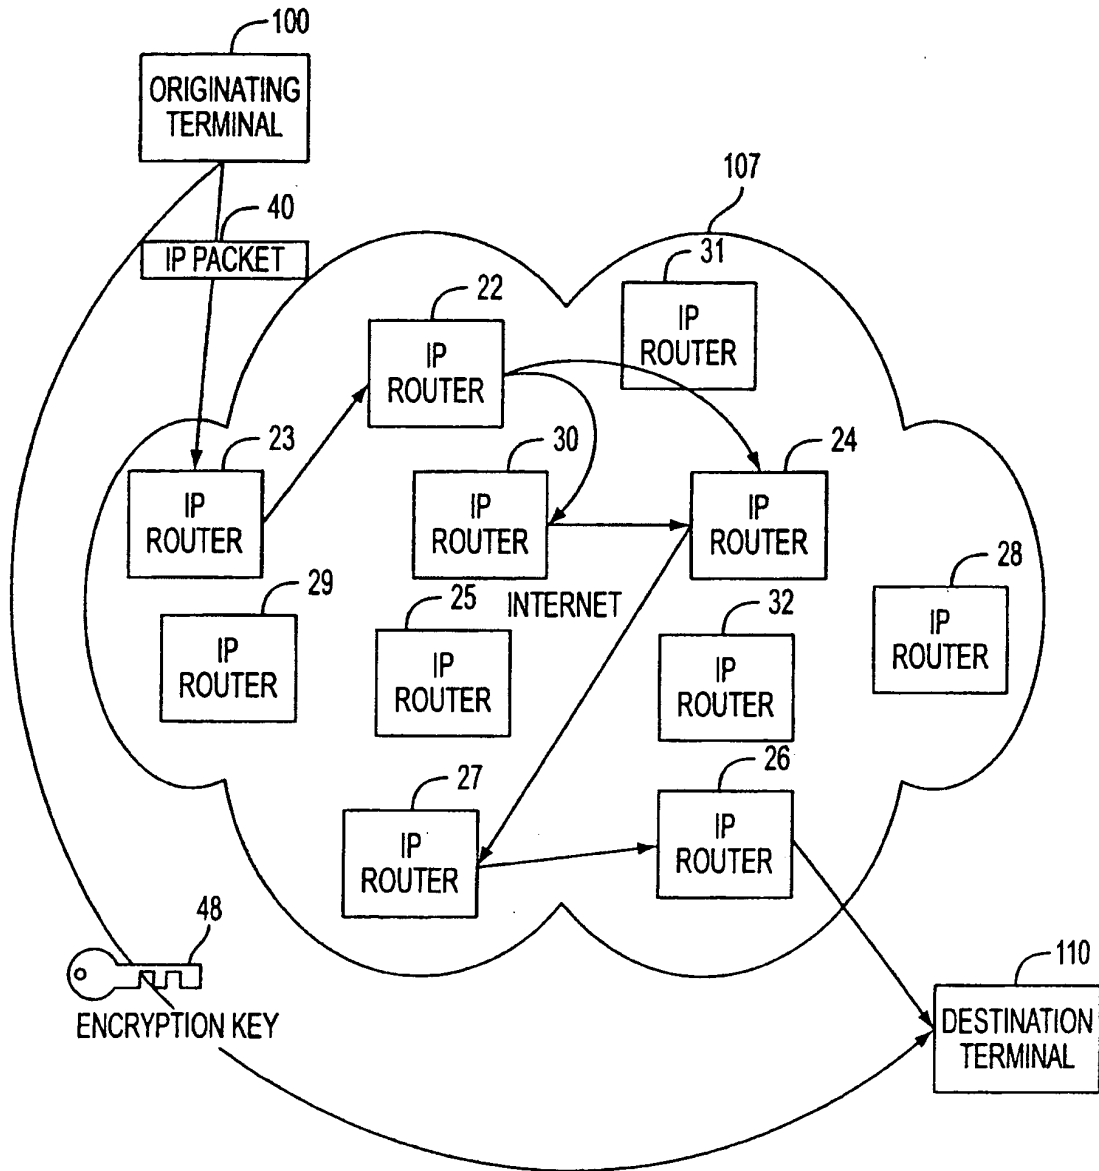 100
ORIGINATING
TERMINAL
40
IP PACKET
107
31
IP
ROUTER
22
IP
ROUTER
23
IP
ROUTER
30
IP
ROUTER
24
IP
ROUTER
29
IP
ROUTER
25
IP
ROUTER
INTERNET
32
IP
ROUTER
28
IP
ROUTER
27
IP
ROUTER
26
IP
ROUTER
48
ENCRYPTION KEY
110
DESTINATION
TERMINAL